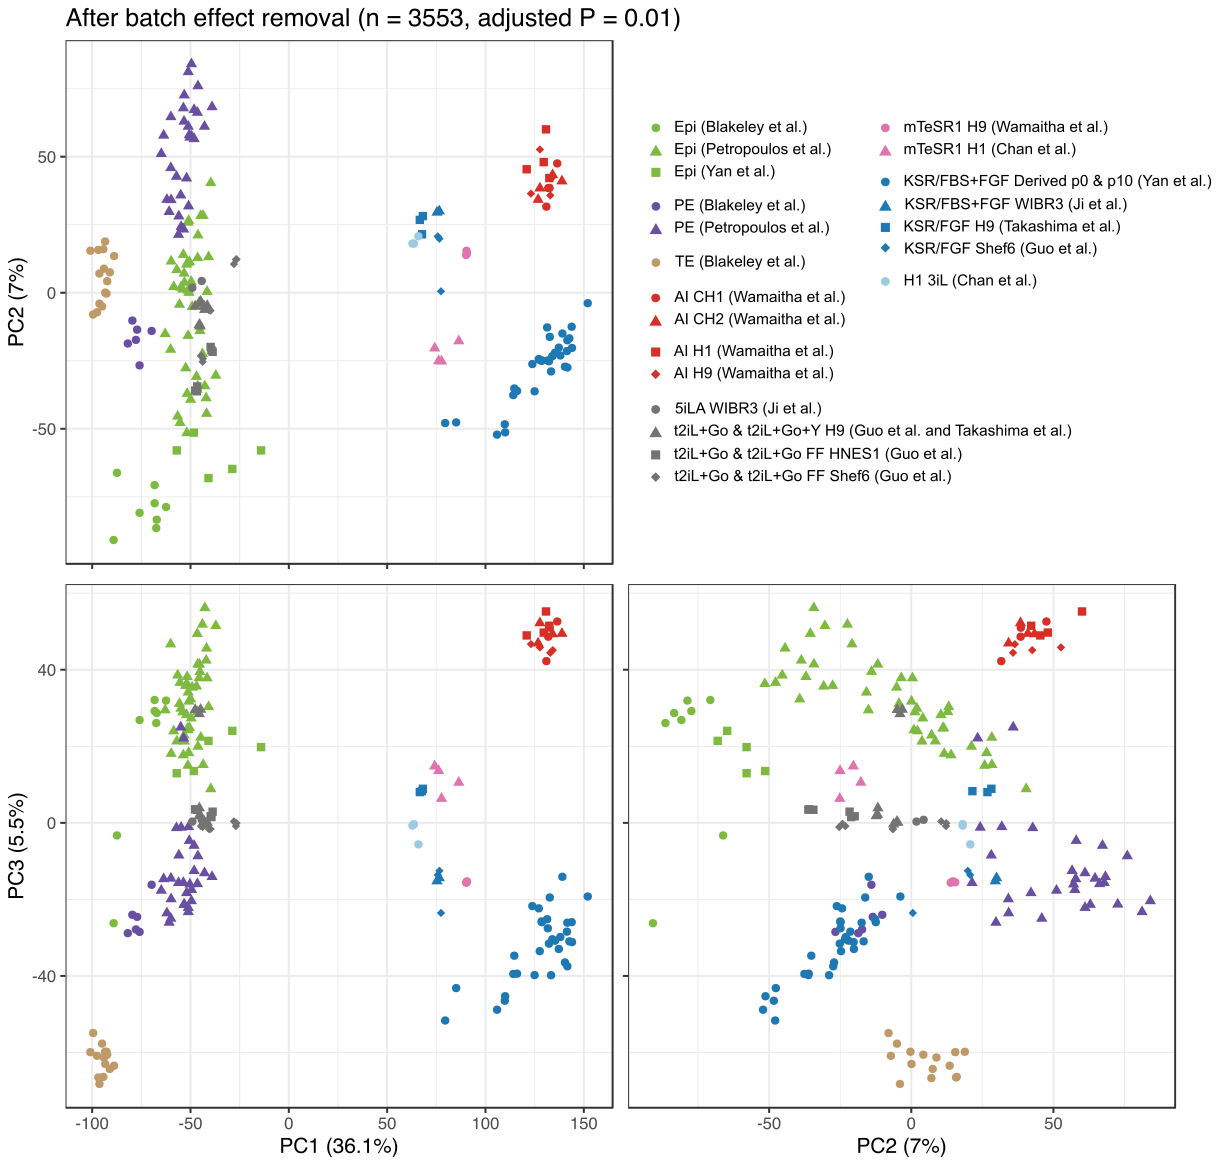 After batch effect removal (n = 3553, adjusted P = 0.01)
50
0
-50
PC2 (7%)
Epi (Blakeley et al.)
Epi (Petropoulos et al.)
Epi (Yan et al.)
PE (Blakeley et al.)
PE (Petropoulos et al.)
TE (Blakeley et al.)
AI CH1 (Wamaitha et al.)
AI CH2 (Wamaitha et al.)
AI H1 (Wamaitha et al.)
AI H9 (Wamaitha et al.)
5iLA WIBR3 (Ji et al.)
t2iL+Go & t2iL+Go+Y H9 (Guo et al. and Takashima et al.)
t2iL+Go & t2iL+Go FF HNES1 (Guo et al.)
t2iL+Go & t2iL+Go FF Shef6 (Guo et al.)
mTeSR1 H9 (Wamaitha et al.)
mTeSR1 H1 (Chan et al.)
KSR/FBS+FGF Derived p0 & p10 (Yan et al.)
KSR/FBS+FGF WIBR3 (Ji et al.)
KSR/FGF H9 (Takashima et al.)
KSR/FGF Shef6 (Guo et al.)
H1 3iL (Chan et al.)
40
0
-40
PC3 (5.5%)
-100 -50 0 50 100 150
PC1 (36.1%)
-50 0 50
PC2 (7%)